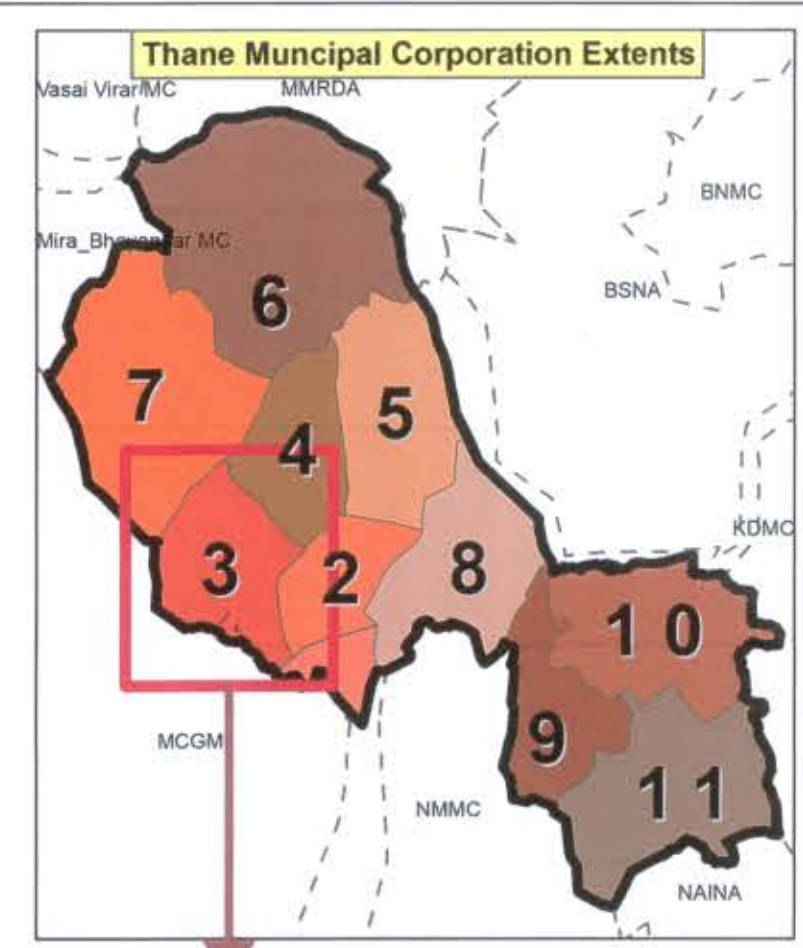 Thane Muncipal Corporation Extents
Vasai Virar MC
MMRDA
BNMC
Mira_Bhayandar MC
BSNA
6
7
5
4
KDMC
3
2
8
10
9
MCGM
11
NMMC
NAINA